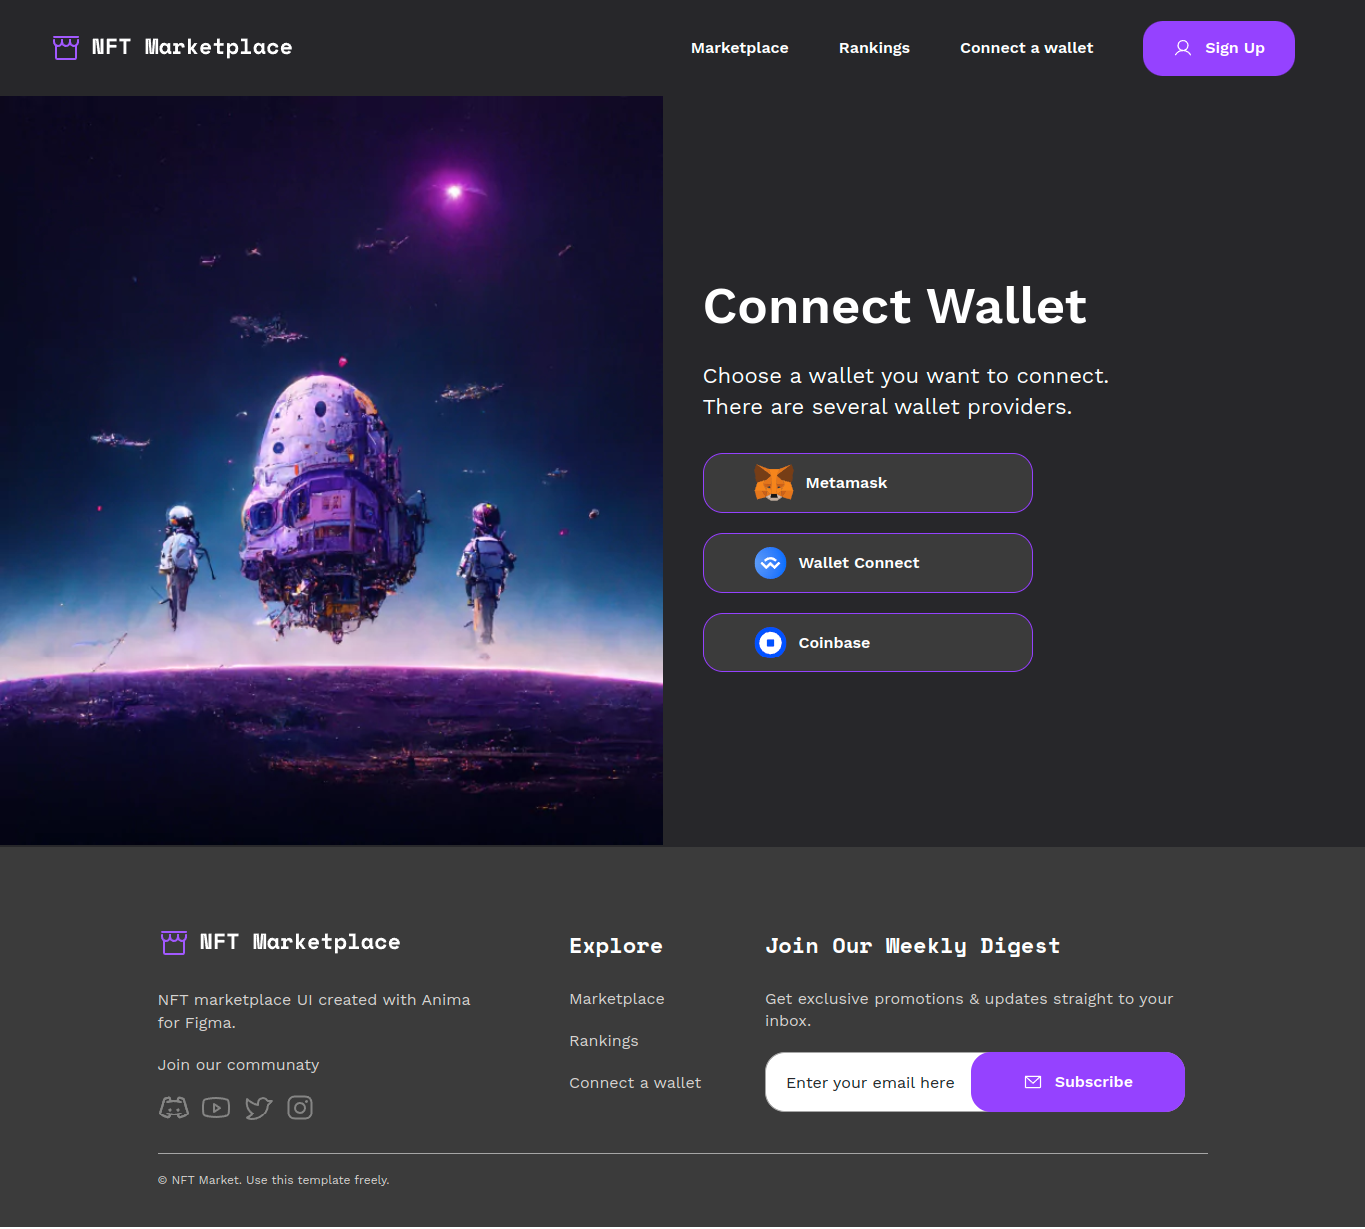 NFT Marketplace
Marketplace
Rankings
Connect a wallet
Sign Up
Connect Wallet
Choose a wallet you want to connect.
There are several wallet providers.
Metamask
Wallet Connect
Coinbase
NFT Marketplace
NFT marketplace UI created with Anima
for Figma.
Join our communaty
Explore
Marketplace
Rankings
Connect a wallet
Join Our Weekly Digest
Get exclusive promotions & updates straight to your
inbox.
Enter your email here
Subscribe
© NFT Market. Use this template freely.